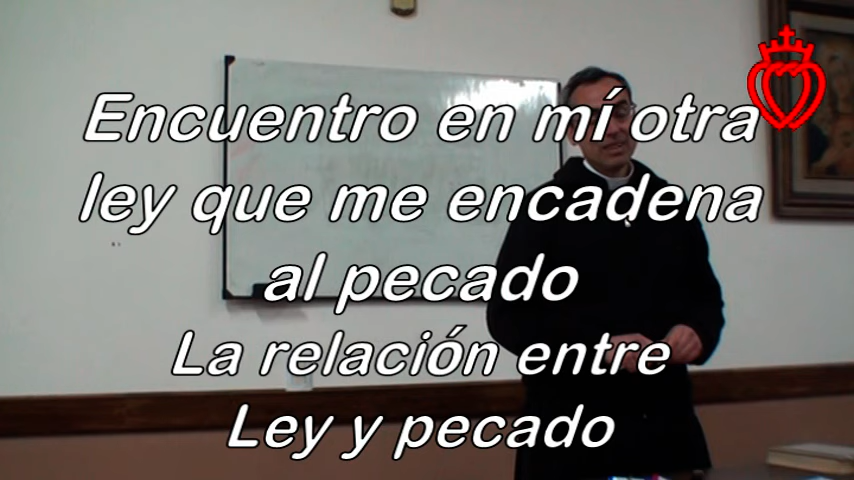 Encuentro en mí otra
ley que me encadena
al pecado
La relación entre
Ley y pecado